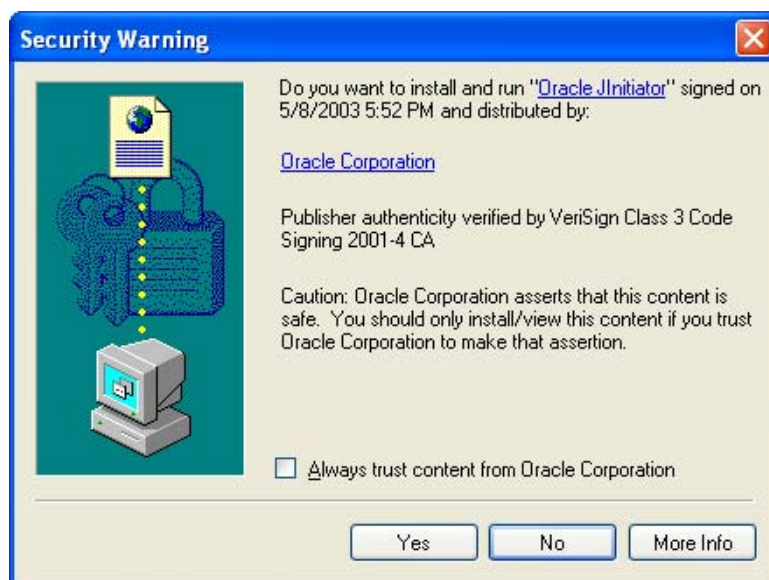 Security Warning
Do you want to install and run "Oracle JInitiator" signed on
5/8/2003 5:52 PM and distributed by:
Oracle Corporation
Publisher authenticity verified by VeriSign Class 3 Code
Signing 2001-4 CA
Caution: Oracle Corporation asserts that this content is
safe. You should only install/view this content if you trust
Oracle Corporation to make that assertion.
Always trust content from Oracle Corporation
Yes No More Info